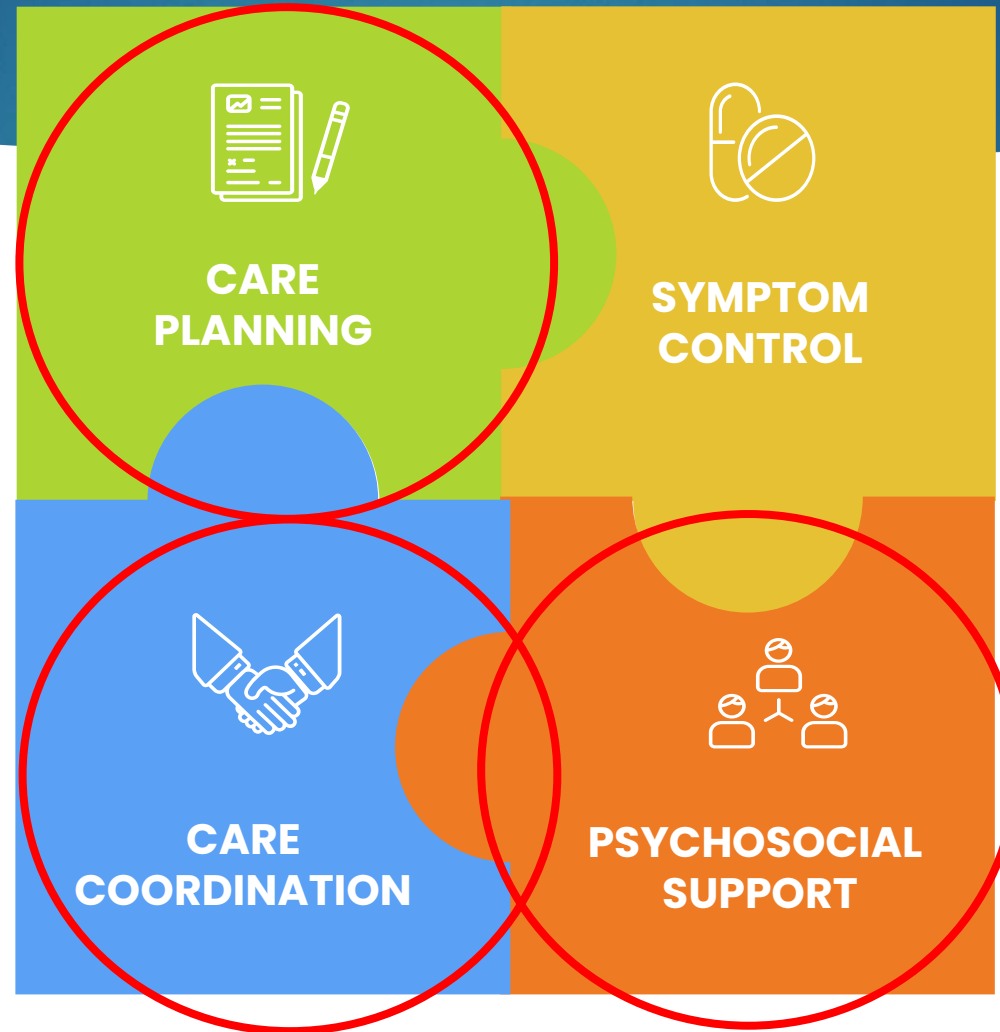 CARE
PLANNING
SYMPTOM
CONTROL
CARE
COORDINATION
PSYCHOSOCIAL
SUPPORT